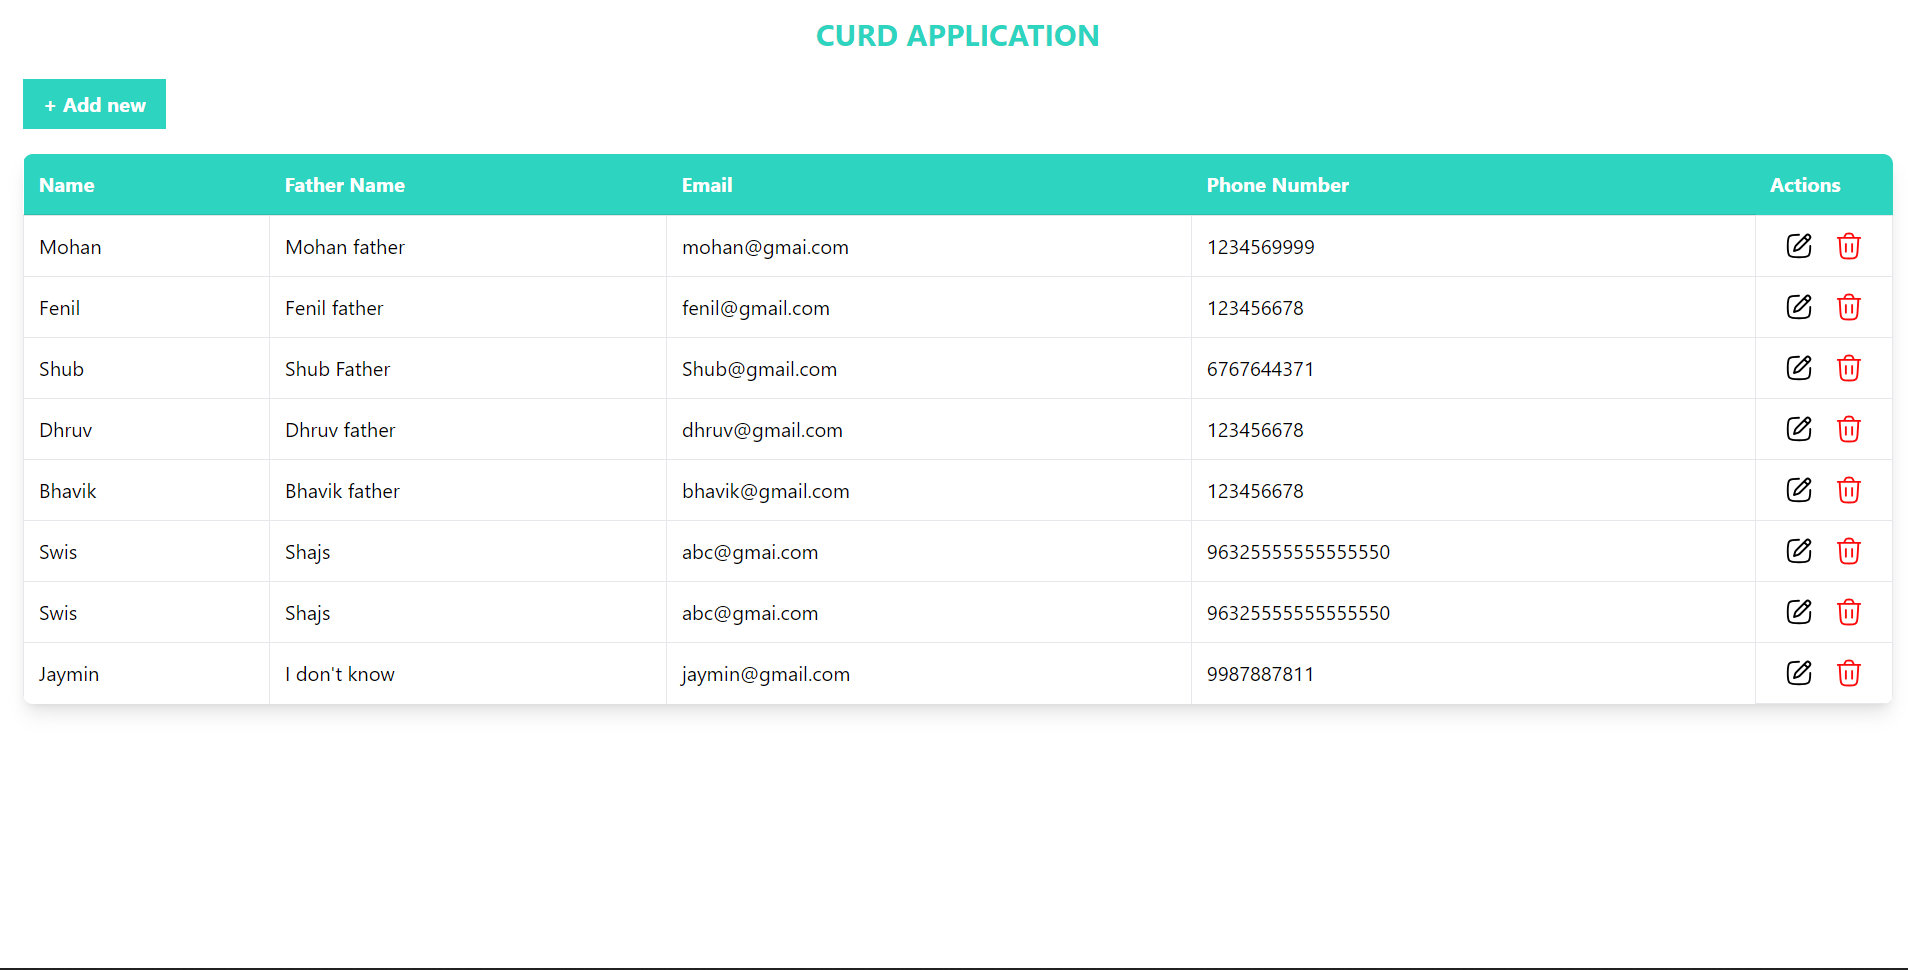 CURD APPLICATION
+ Add new
Name Father Name Email Phone Number Actions
Mohan Mohan father mohan@gmai.com 1234569999
Fenil Fenil father fenil@gmail.com 123456678
Shub Shub Father Shub@gmail.com 6767644371
Dhruv Dhruv father dhruv@gmail.com 123456678
Bhavik Bhavik father bhavik@gmail.com 123456678
Swis Shajs abc@gmai.com 96325555555555550
Swis Shajs abc@gmai.com 96325555555555550
Jaymin I don't know jaymin@gmail.com 9987887811